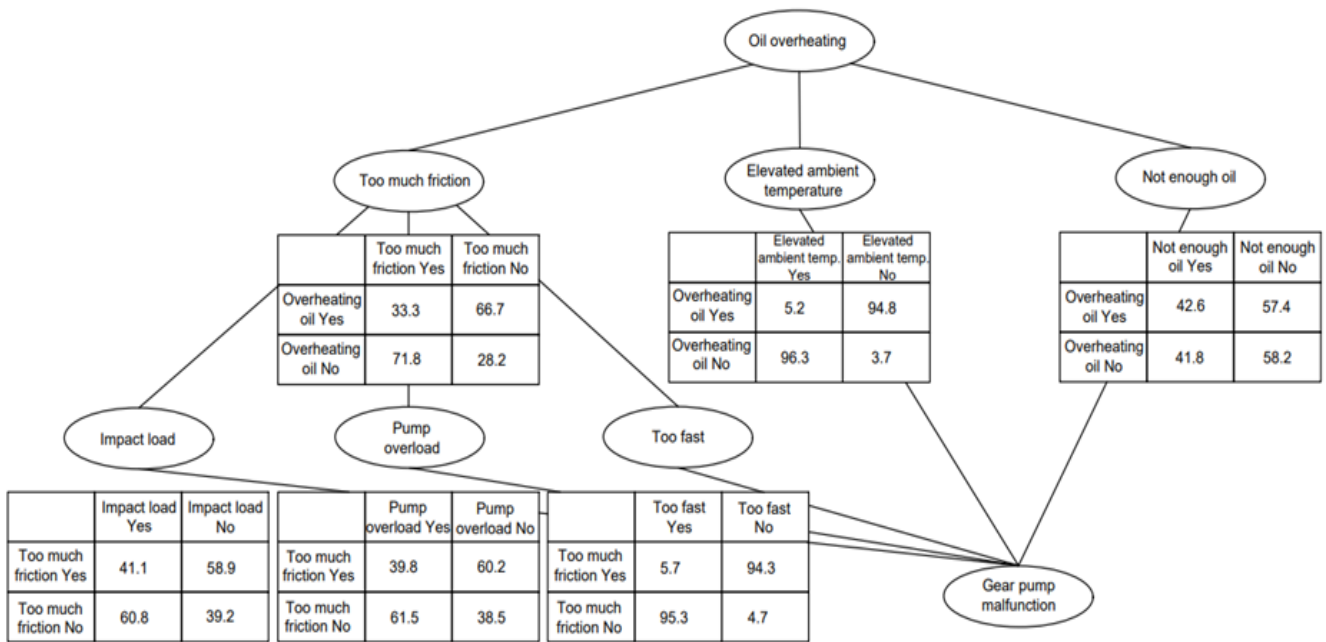 Oil overheating
Too much friction
Elevated ambient
temperature
Not enough oil
Too much
friction Yes
Too much
friction No
Overheating
oil Yes
33.3
66.7
Overheating
oil No
71.8
28.2
Elevated
ambient temp.
Yes
Elevated
ambient temp.
No
Overheating
oil Yes
5.2
94.8
Overheating
oil No
96.3
3.7
Not enough
oil Yes
Not enough
oil No
Overheating
oil Yes
42.6
57.4
Overheating
oil No
41.8
58.2
Impact load
Pump
overload
Too fast
Impact load
Yes
Impact load
No
Too much
friction Yes
41.1
58.9
Too much
friction No
60.8
39.2
Pump
overload Yes
Pump
overload No
Too much
friction Yes
39.8
60.2
Too much
friction No
61.5
38.5
Too fast
Yes
Too fast
No
Too much
friction Yes
5.7
94.3
Too much
friction No
95.3
4.7
Gear pump
malfunction